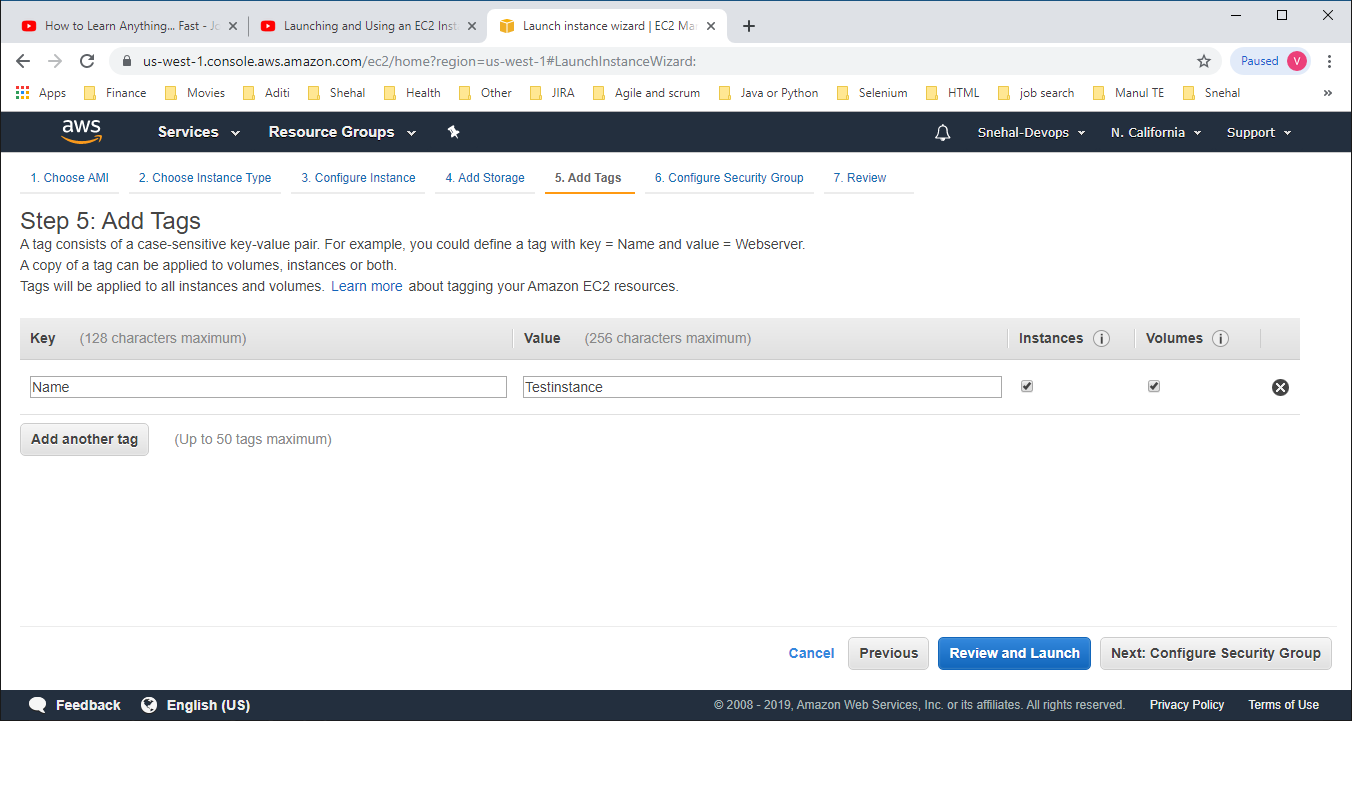 How to Learn Anything... Fast - Jo
Launching and Using an EC2 Inst
Launch instance wizard | EC2 Man
us-west-1.console.aws.amazon.com/ec2/home?region=us-west-1#LaunchInstanceWizard:
Paused V
Apps Finance Movies Aditi Shehal Health Other JIRA Agile and scrum Java or Python Selenium HTML job search Manul TE Snehal »
aws Services Resource Groups Snehal-Devops N. California Support
1. Choose AMI 2. Choose Instance Type 3. Configure Instance 4. Add Storage 5. Add Tags 6. Configure Security Group 7. Review
Step 5: Add Tags
A tag consists of a case-sensitive key-value pair. For example, you could define a tag with key = Name and value = Webserver.
A copy of a tag can be applied to volumes, instances or both.
Tags will be applied to all instances and volumes. Learn more about tagging your Amazon EC2 resources.
Key (128 characters maximum) Value (256 characters maximum) Instances i Volumes i
Name Testinstance
Add another tag (Up to 50 tags maximum)
Cancel Previous Review and Launch Next: Configure Security Group
Feedback English (US) © 2008 - 2019, Amazon Web Services, Inc. or its affiliates. All rights reserved. Privacy Policy Terms of Use